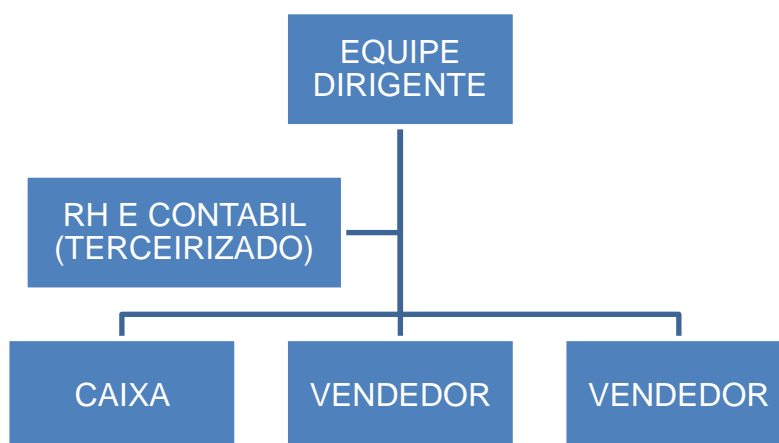 EQUIPE
DIRIGENTE
RH E CONTABIL
(TERCEIRIZADO)
CAIXA
VENDEDOR
VENDEDOR